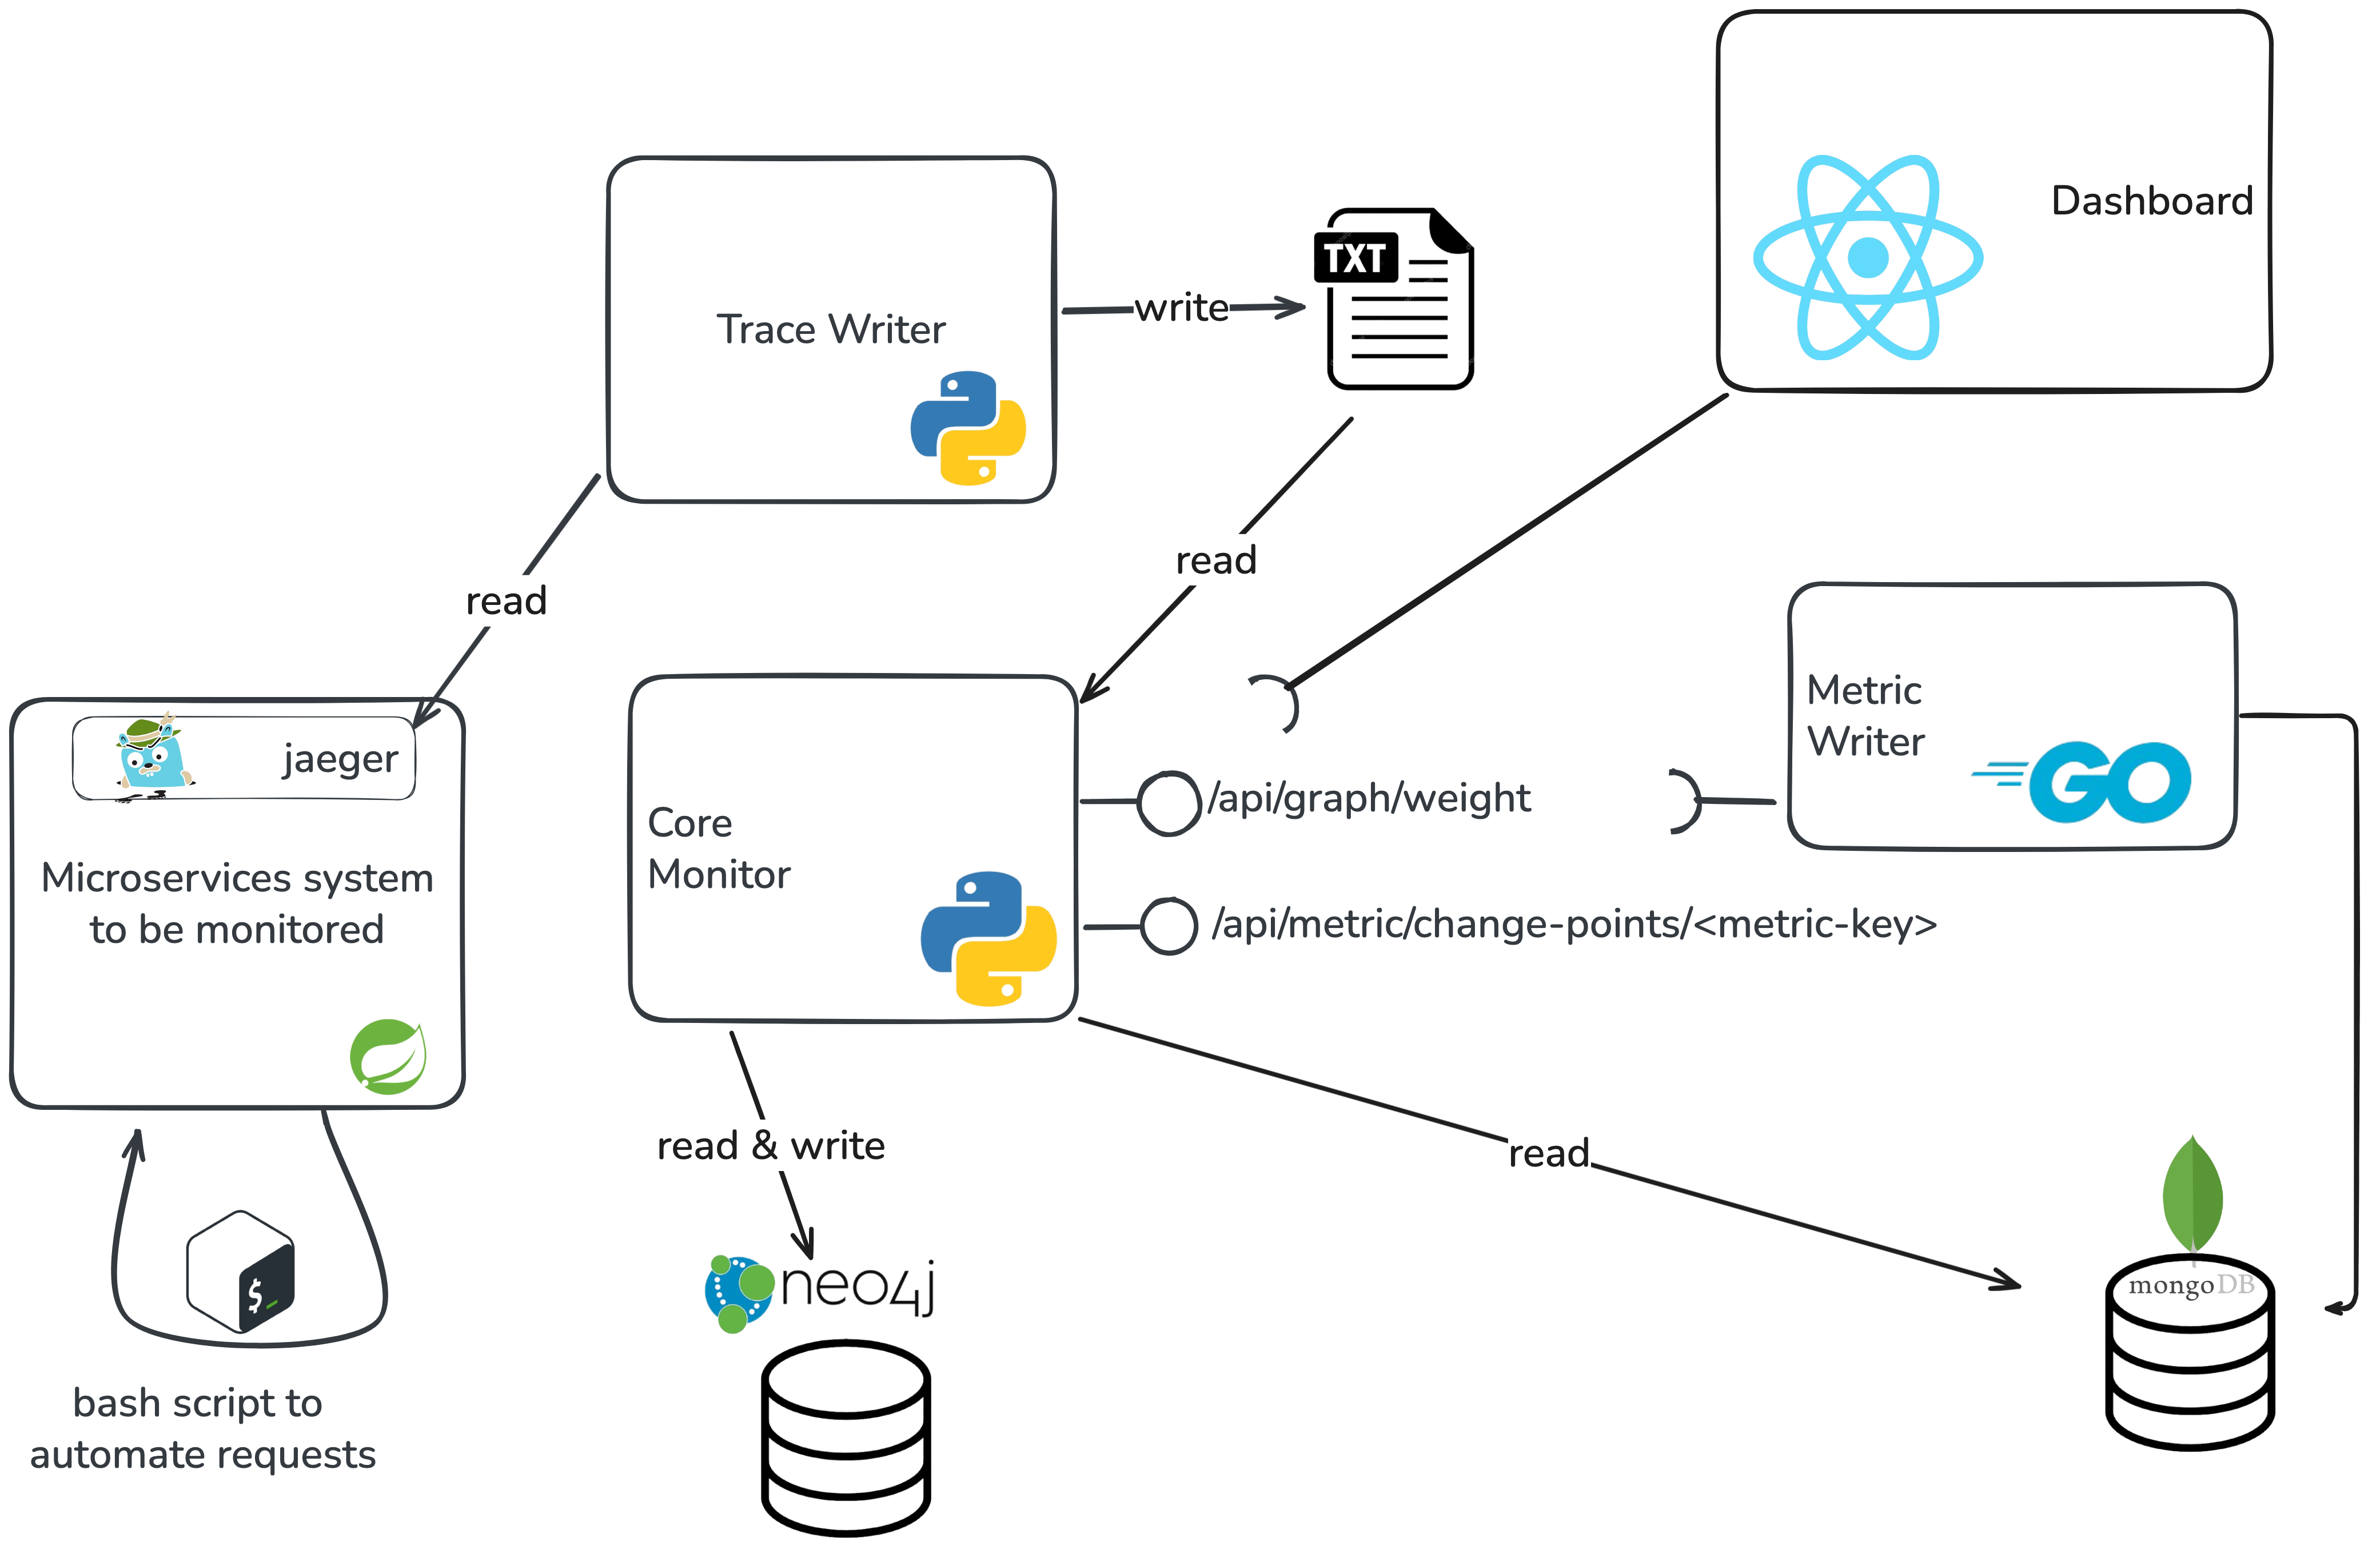 Dashboard
Trace Writer
write
TXT
read
read
jaeger
Microservices system
to be monitored
Core
Monitor
/api/graph/weight
/api/metric/change-points/<metric-key>
Metric
Writer
GO
read & write
read
neo4j
mongoDB
$_
bash script to
automate requests